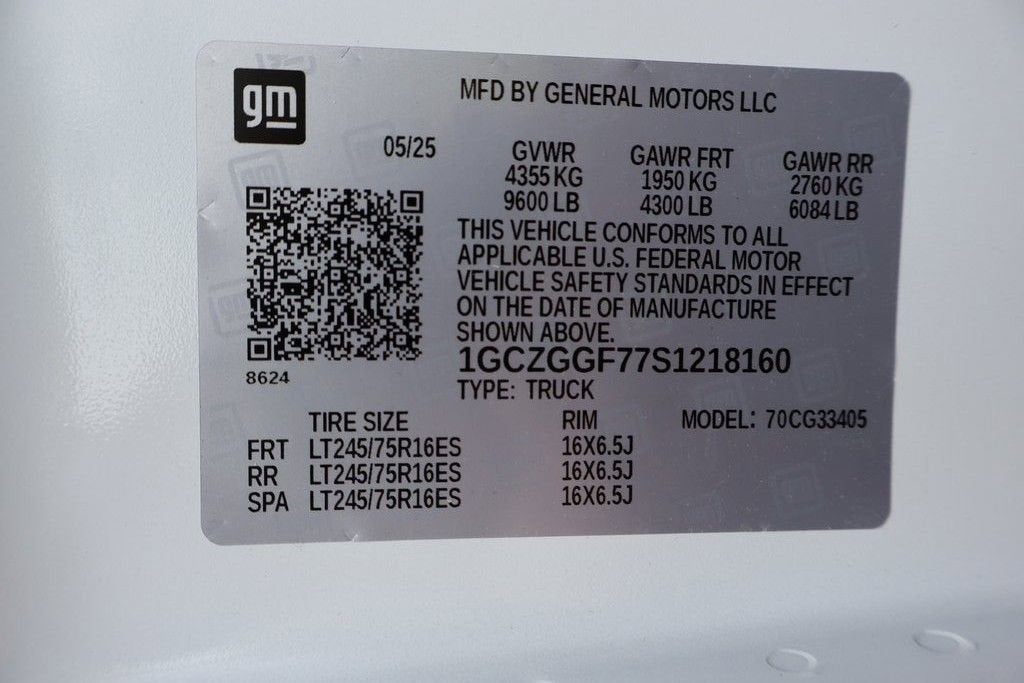 gm
MFD BY GENERAL MOTORS LLC
05/25
GVWR GAWR FRT GAWR RR
4355 KG 1950 KG 2760 KG
9600 LB 4300 LB 6084 LB
THIS VEHICLE CONFORMS TO ALL
APPLICABLE U.S. FEDERAL MOTOR
VEHICLE SAFETY STANDARDS IN EFFECT
ON THE DATE OF MANUFACTURE
SHOWN ABOVE.
8624
1GCZGGF77S1218160
TYPE: TRUCK
TIRE SIZE RIM MODEL: 70CG33405
FRT LT245/75R16ES 16X6.5J
RR LT245/75R16ES 16X6.5J
SPA LT245/75R16ES 16X6.5J